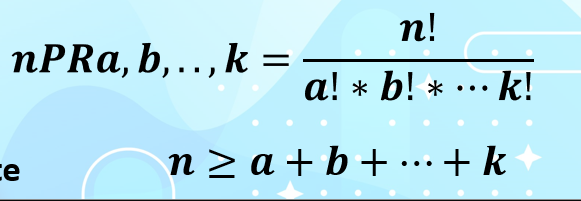 nPRa, b, . . , k = n! / a! ∗ b! ∗ ⋯ k!
n ≥ a + b + ⋯ + k